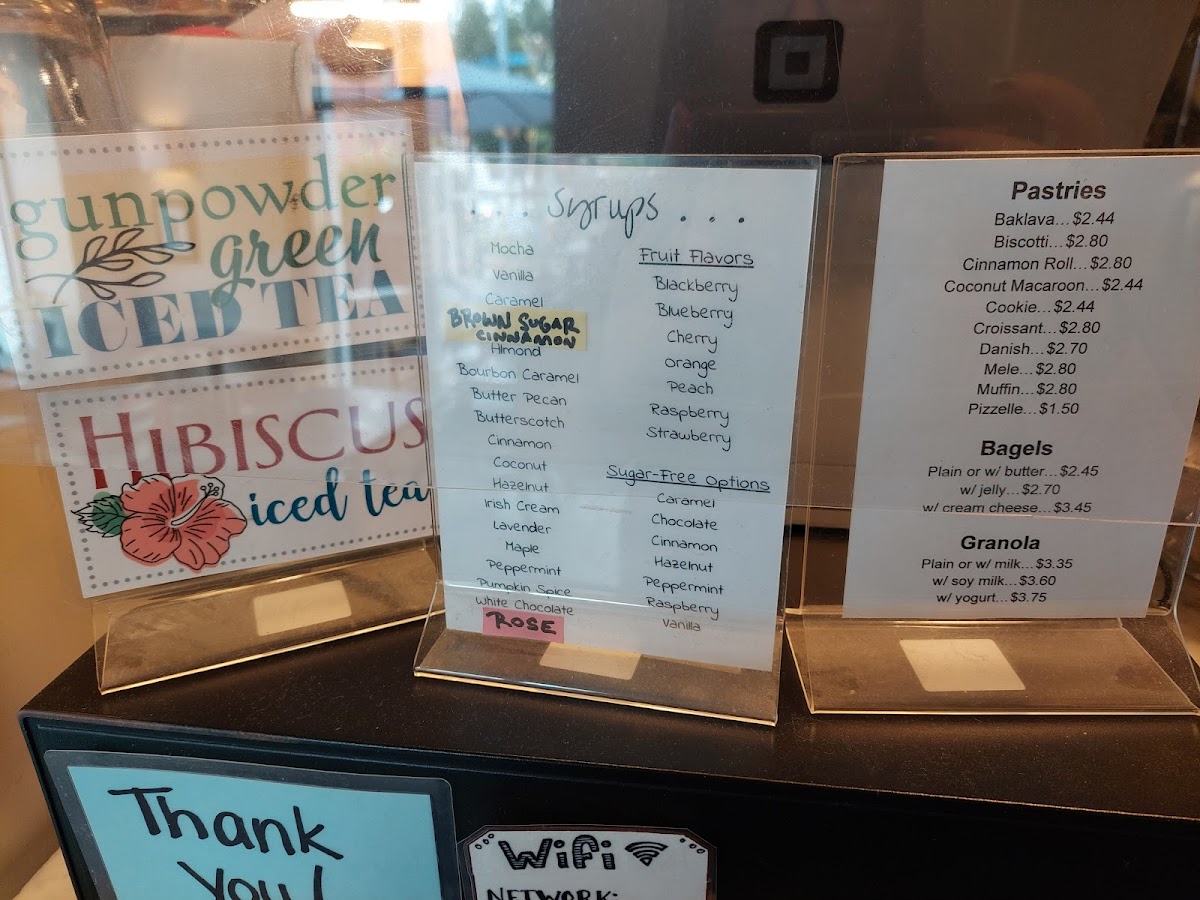 gunpowder
green
ICED TEA
HIBISCUS
iced tea
... Syrups ...
Mocha
Vanilla
Caramel
BROWN SUGAR
CINNAMON
Almond
Bourbon Caramel
Butter Pecan
Butterscotch
Cinnamon
Coconut
Hazelnut
Irish Cream
Lavender
Maple
Peppermint
Pumpkin Spice
White Chocolate
ROSE
Fruit Flavors
Blackberry
Blueberry
Cherry
Orange
Peach
Raspberry
Strawberry
Sugar-Free Options
Caramel
Chocolate
Cinnamon
Hazelnut
Peppermint
Raspberry
Vanilla
Pastries
Baklava...$2.44
Biscotti...$2.80
Cinnamon Roll...$2.80
Coconut Macaroon...$2.44
Cookie...$2.44
Croissant...$2.80
Danish...$2.70
Mele...$2.80
Muffin...$2.80
Pizzelle...$1.50
Bagels
Plain or w/ butter...$2.45
w/ jelly...$2.70
w/ cream cheese...$3.45
Granola
Plain or w/ milk...$3.35
w/ soy milk...$3.60
w/ yogurt...$3.75
Thank
You!
Wifi
NETWORK: